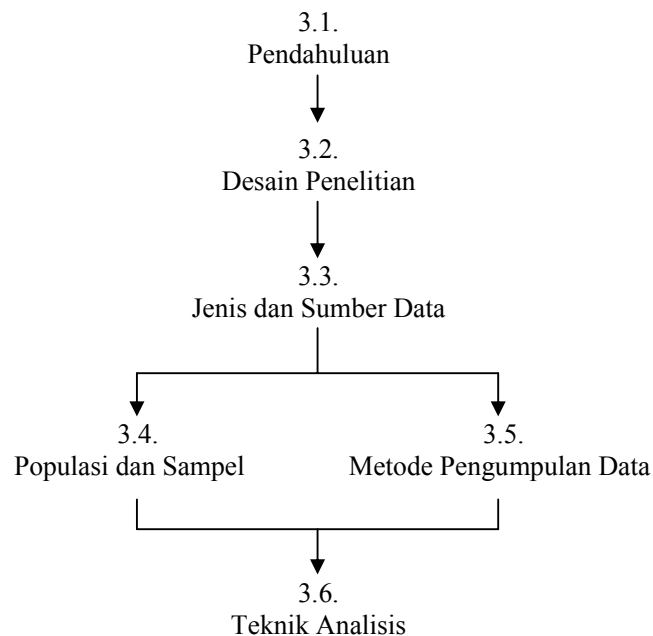 3.1.
Pendahuluan
3.2.
Desain Penelitian
3.3.
Jenis dan Sumber Data
3.4.
Populasi dan Sampel
3.5.
Metode Pengumpulan Data
3.6.
Teknik Analisis